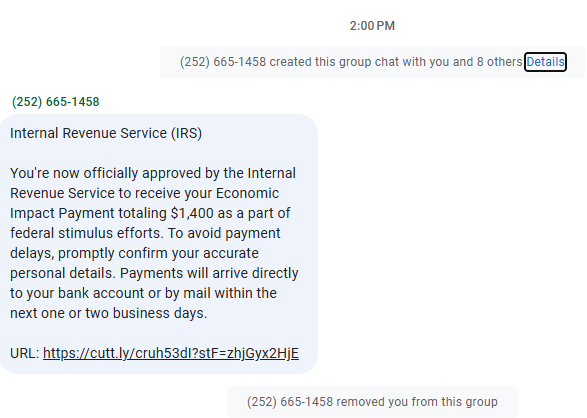 2:00 PM
(252) 665-1458 created this group chat with you and 8 others Details
(252) 665-1458
Internal Revenue Service (IRS)
You're now officially approved by the Internal
Revenue Service to receive your Economic
Impact Payment totaling $1,400 as a part of
federal stimulus efforts. To avoid payment
delays, promptly confirm your accurate
personal details. Payments will arrive directly
to your bank account or by mail within the
next one or two business days.
URL: https://cutt.ly/cruh53dI?stF=zhjGyx2HjE
(252) 665-1458 removed you from this group